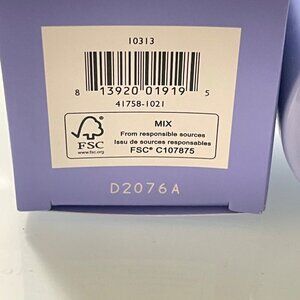 10313
8 13920 01919 5
41758-1021
FSC
www.fsc.org
MIX
From responsible sources
Issu de sources responsables
FSC® C107875
D2076A